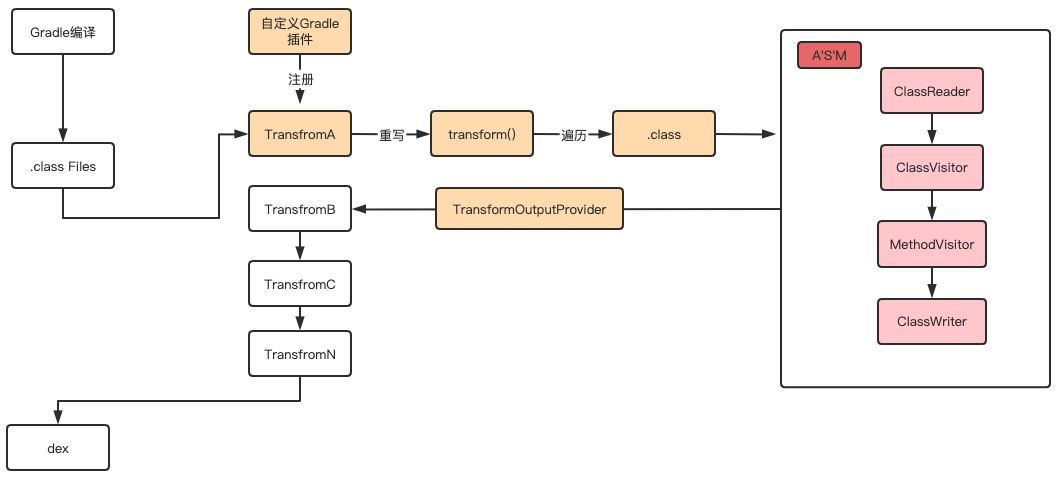 Gradle编译
自定义Gradle
插件
A'S'M
注册
ClassReader
TransfromA
重写
transform()
遍历
.class
.class Files
ClassVisitor
TransfromB
TransformOutputProvider
MethodVisitor
TransfromC
ClassWriter
TransfromN
dex